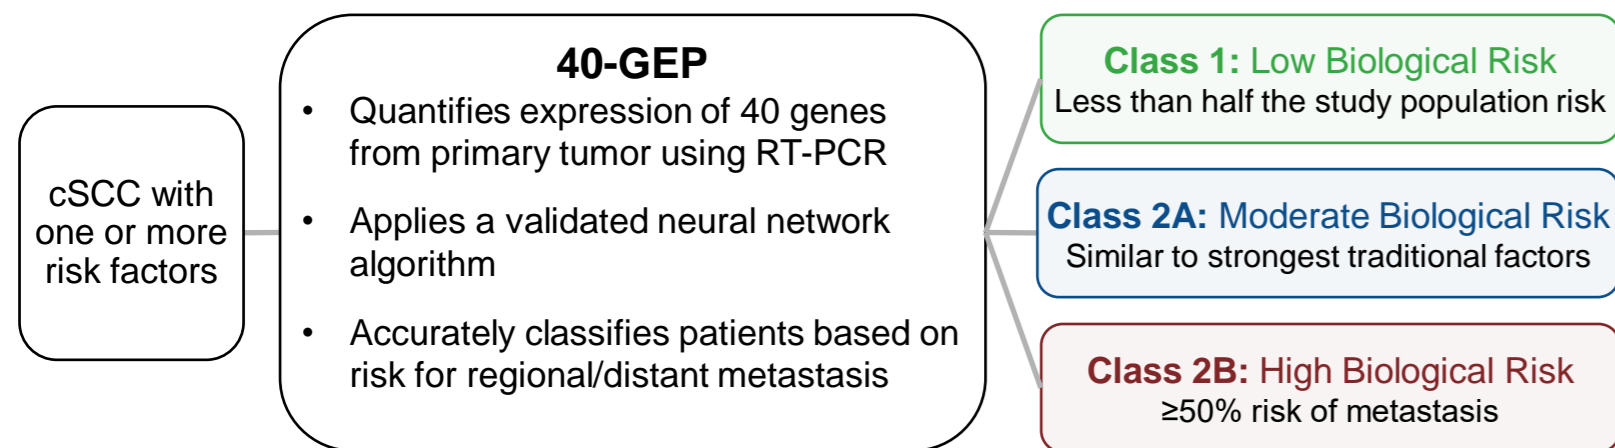 cSCC with
one or more
risk factors
40-GEP
• Quantifies expression of 40 genes
from primary tumor using RT-PCR
• Applies a validated neural network
algorithm
• Accurately classifies patients based on
risk for regional/distant metastasis
Class 1: Low Biological Risk
Less than half the study population risk
Class 2A: Moderate Biological Risk
Similar to strongest traditional factors
Class 2B: High Biological Risk
≥50% risk of metastasis